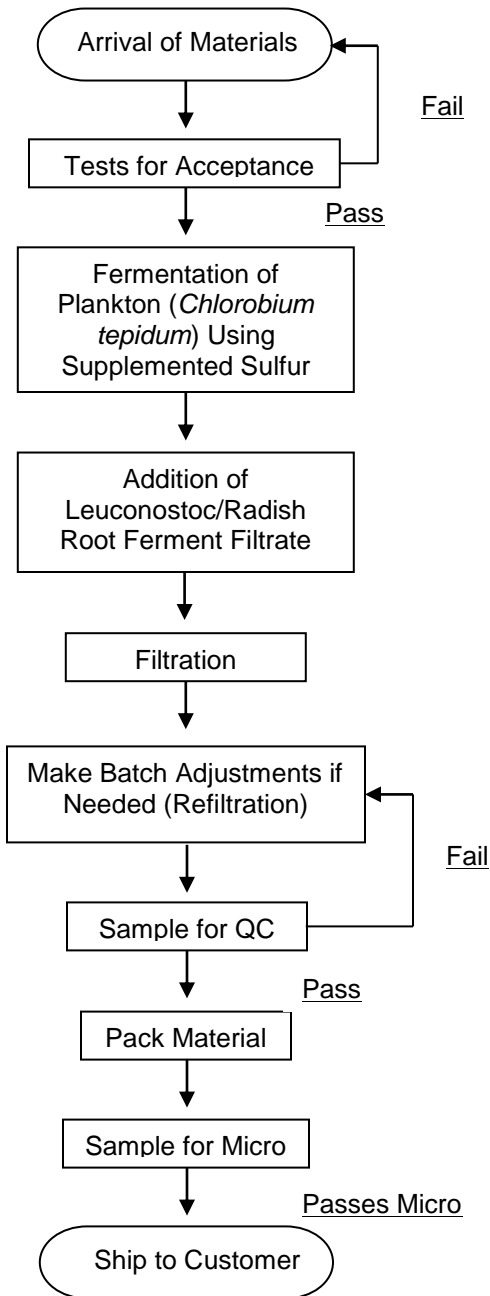 Arrival of Materials
Fail
Tests for Acceptance
Pass
Fermentation of
Plankton (Chlorobium
tepidum) Using
Supplemented Sulfur
Addition of
Leuconostoc/Radish
Root Ferment Filtrate
Filtration
Make Batch Adjustments if
Needed (Refiltration)
Fail
Sample for QC
Pass
Pack Material
Sample for Micro
Passes Micro
Ship to Customer